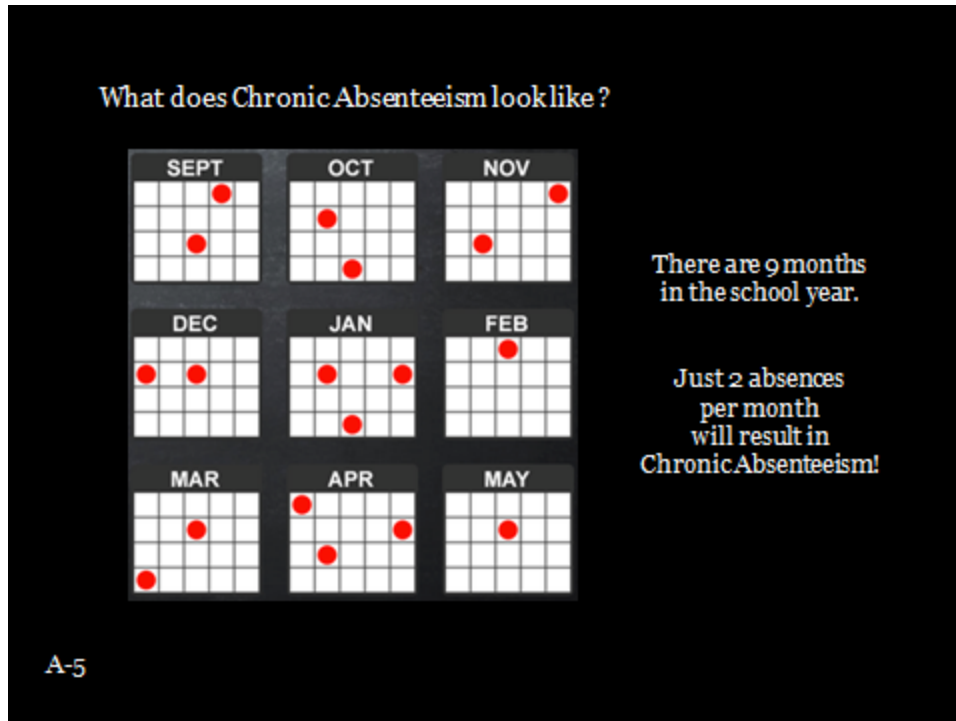 What does Chronic Absenteeism look like ?
SEPT OCT NOV
DEC JAN FEB
MAR APR MAY
There are 9 months
in the school year.
Just 2 absences
per month
will result in
Chronic Absenteeism!
A-5